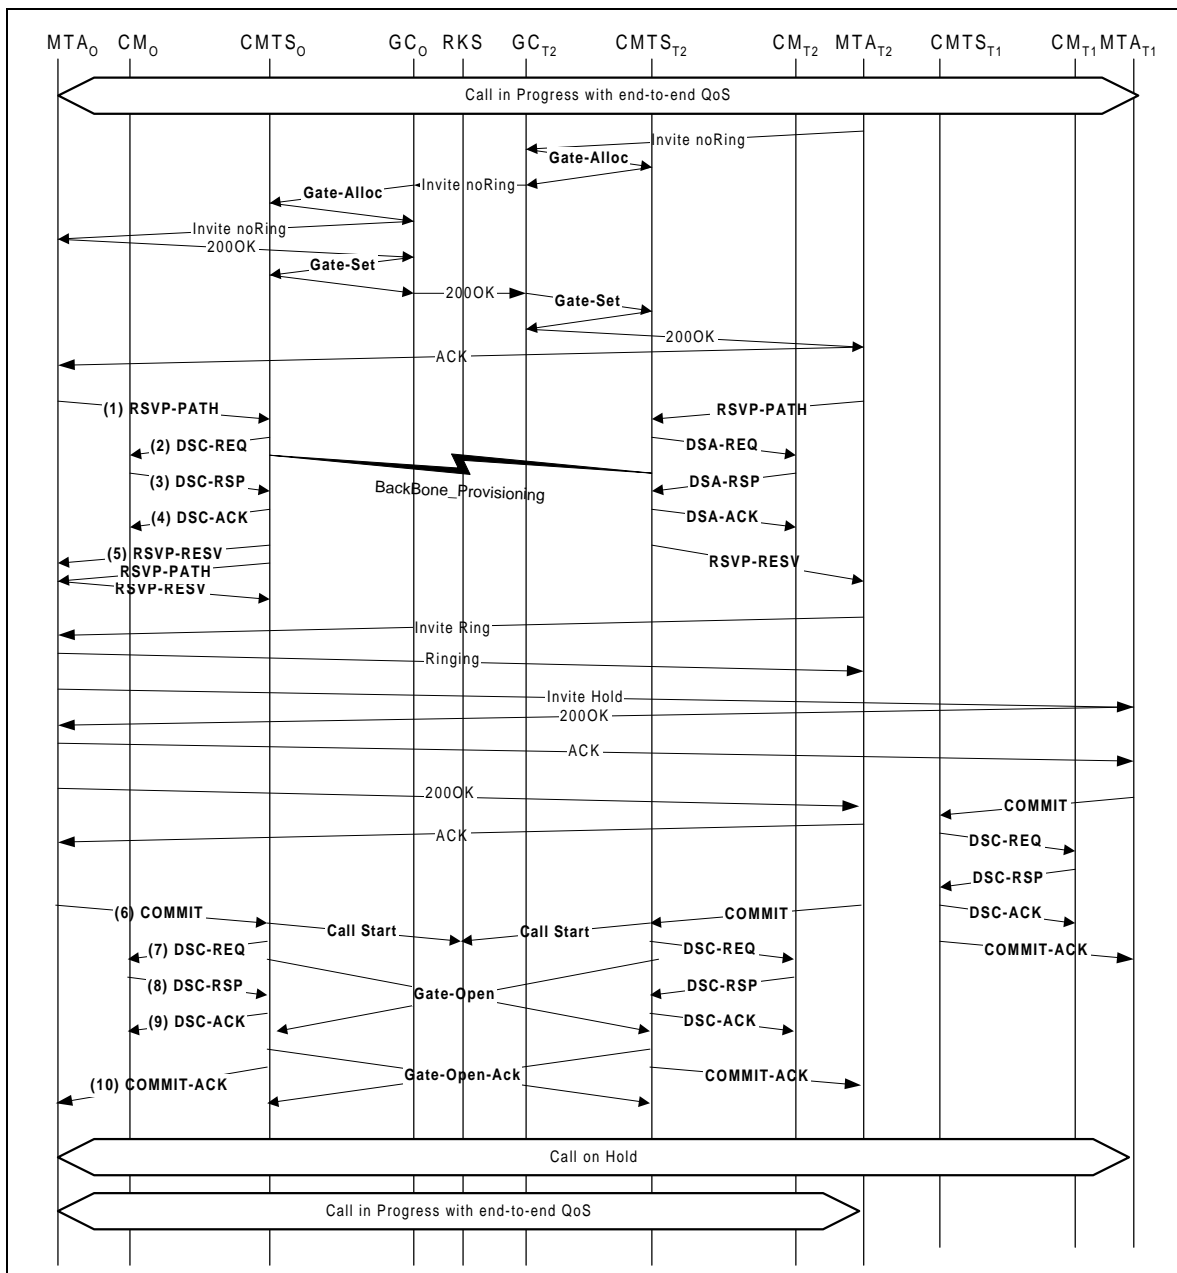 MTAO CMO CMTSO GCO RKS GCT2 CMTST2 CMT2 MTAT2 CMTST1 CMT1 MTAT1
Call in Progress with end-to-end QoS
Invite noRing
Gate-Alloc
Gate-Alloc Invite noRing
Invite noRing
200OK
Gate-Set
200OK Gate-Set
200OK
ACK
(1) RSVP-PATH RSVP-PATH
(2) DSC-REQ DSA-REQ
(3) DSC-RSP DSA-RSP
BackBone_Provisioning
(4) DSC-ACK DSA-ACK
(5) RSVP-RESV RSVP-RESV
RSVP-PATH
RSVP-RESV
Invite Ring
Ringing
Invite Hold
200OK
ACK
200OK COMMIT
ACK DSC-REQ
DSC-RSP
(6) COMMIT COMMIT DSC-ACK
Call Start Call Start
(7) DSC-REQ DSC-REQ COMMIT-ACK
(8) DSC-RSP Gate-Open DSC-RSP
(9) DSC-ACK DSC-ACK
(10) COMMIT-ACK Gate-Open-Ack COMMIT-ACK
Call on Hold
Call in Progress with end-to-end QoS